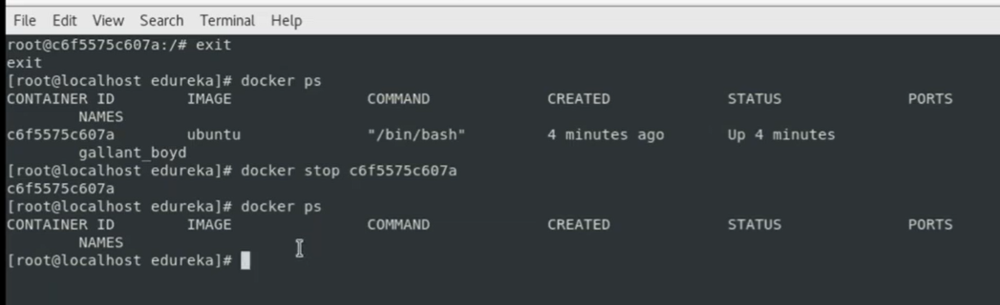 File Edit View Search Terminal Help
root@c6f5575c607a:/# exit
exit
[root@localhost edureka]# docker ps
CONTAINER ID IMAGE COMMAND CREATED STATUS PORTS
NAMES
c6f5575c607a ubuntu "/bin/bash" 4 minutes ago Up 4 minutes
gallant_boyd
[root@localhost edureka]# docker stop c6f5575c607a
c6f5575c607a
[root@localhost edureka]# docker ps
CONTAINER ID IMAGE COMMAND CREATED STATUS PORTS
NAMES
[root@localhost edureka]#